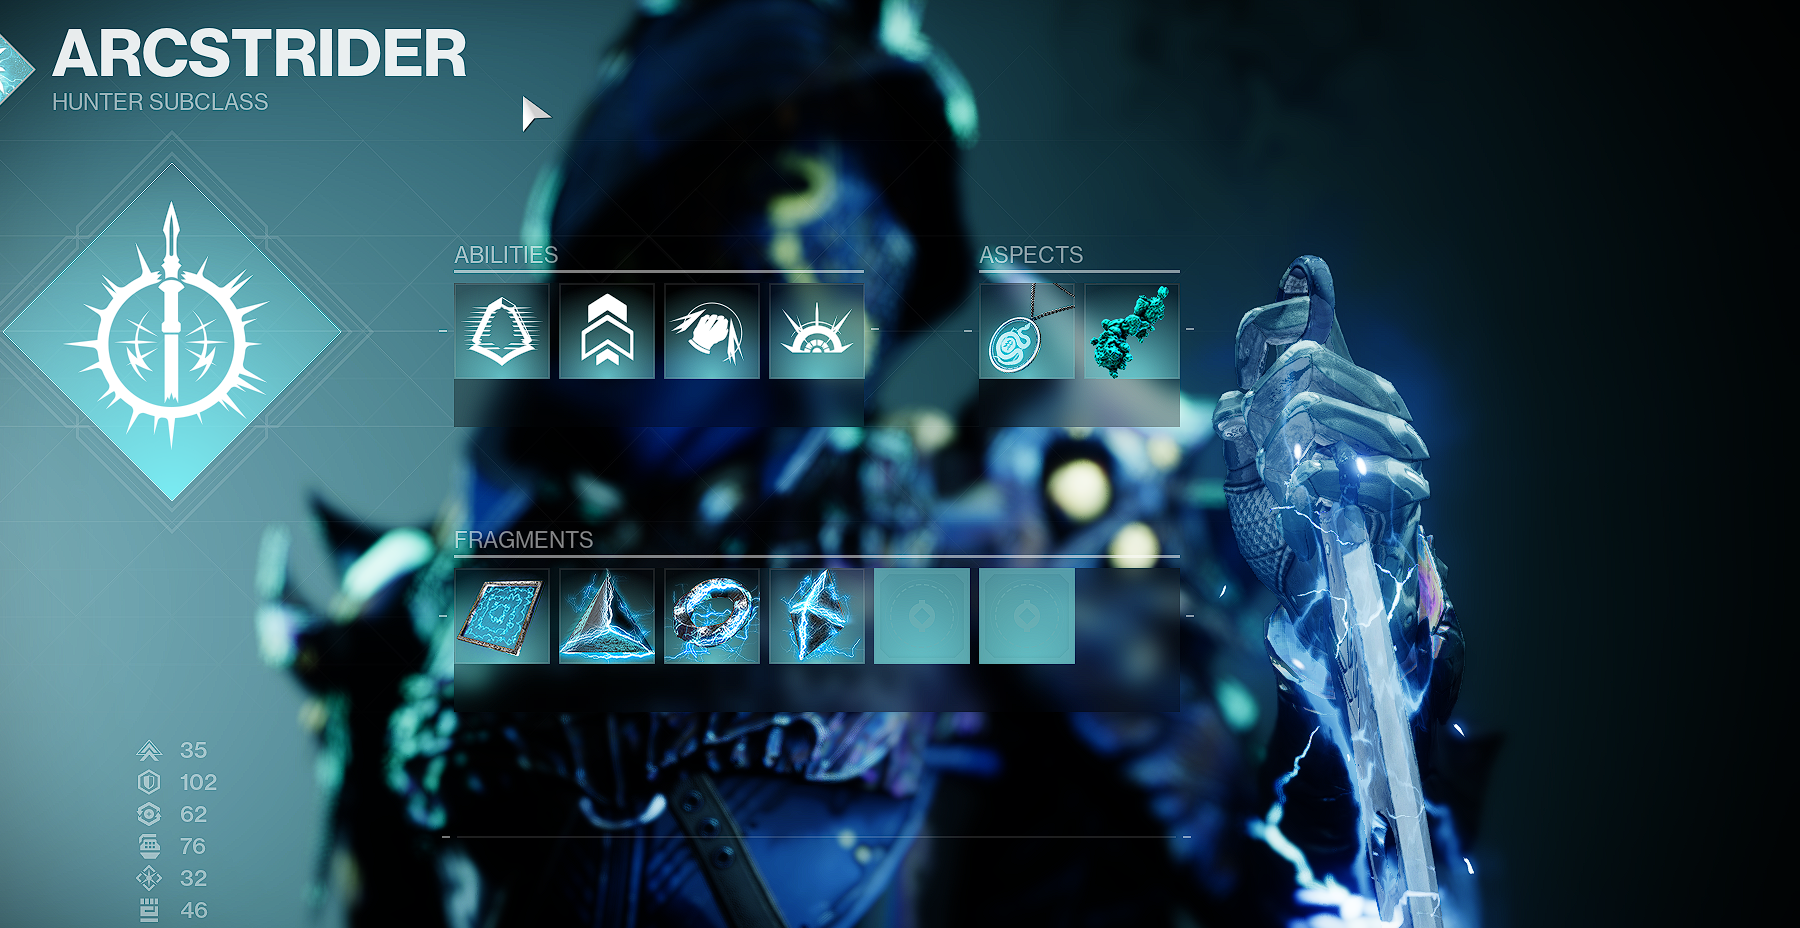 ARCSTRIDER
HUNTER SUBCLASS
ABILITIES
ASPECTS
FRAGMENTS
35
102
62
76
32
46